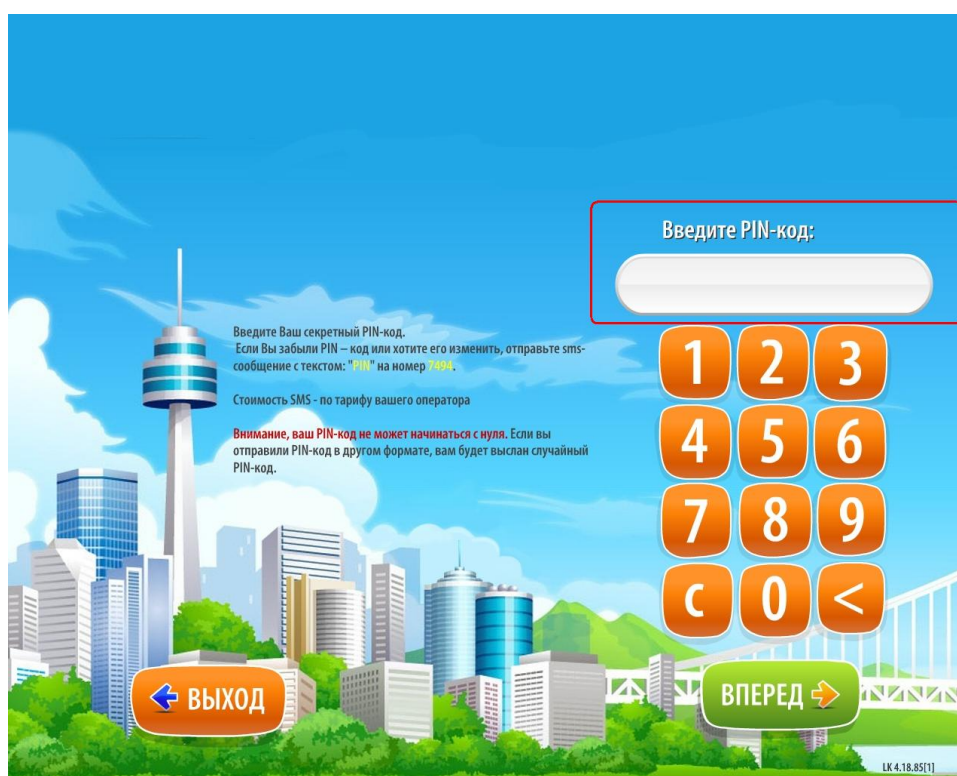 Введите PIN-код:
Введите Ваш секретный PIN-код.
Если Вы забыли PIN – код или хотите его изменить, отправьте sms-
сообщение с текстом: "PIN" на номер 7494.
Стоимость SMS - по тарифу вашего оператора
Внимание, ваш PIN-код не может начинаться с нуля. Если вы
отправили PIN-код в другом формате, вам будет выслан случайный
PIN-код.
1 2 3
4 5 6
7 8 9
С 0 <
ВЫХОД
ВПЕРЕД
LK 4.18.85[1]